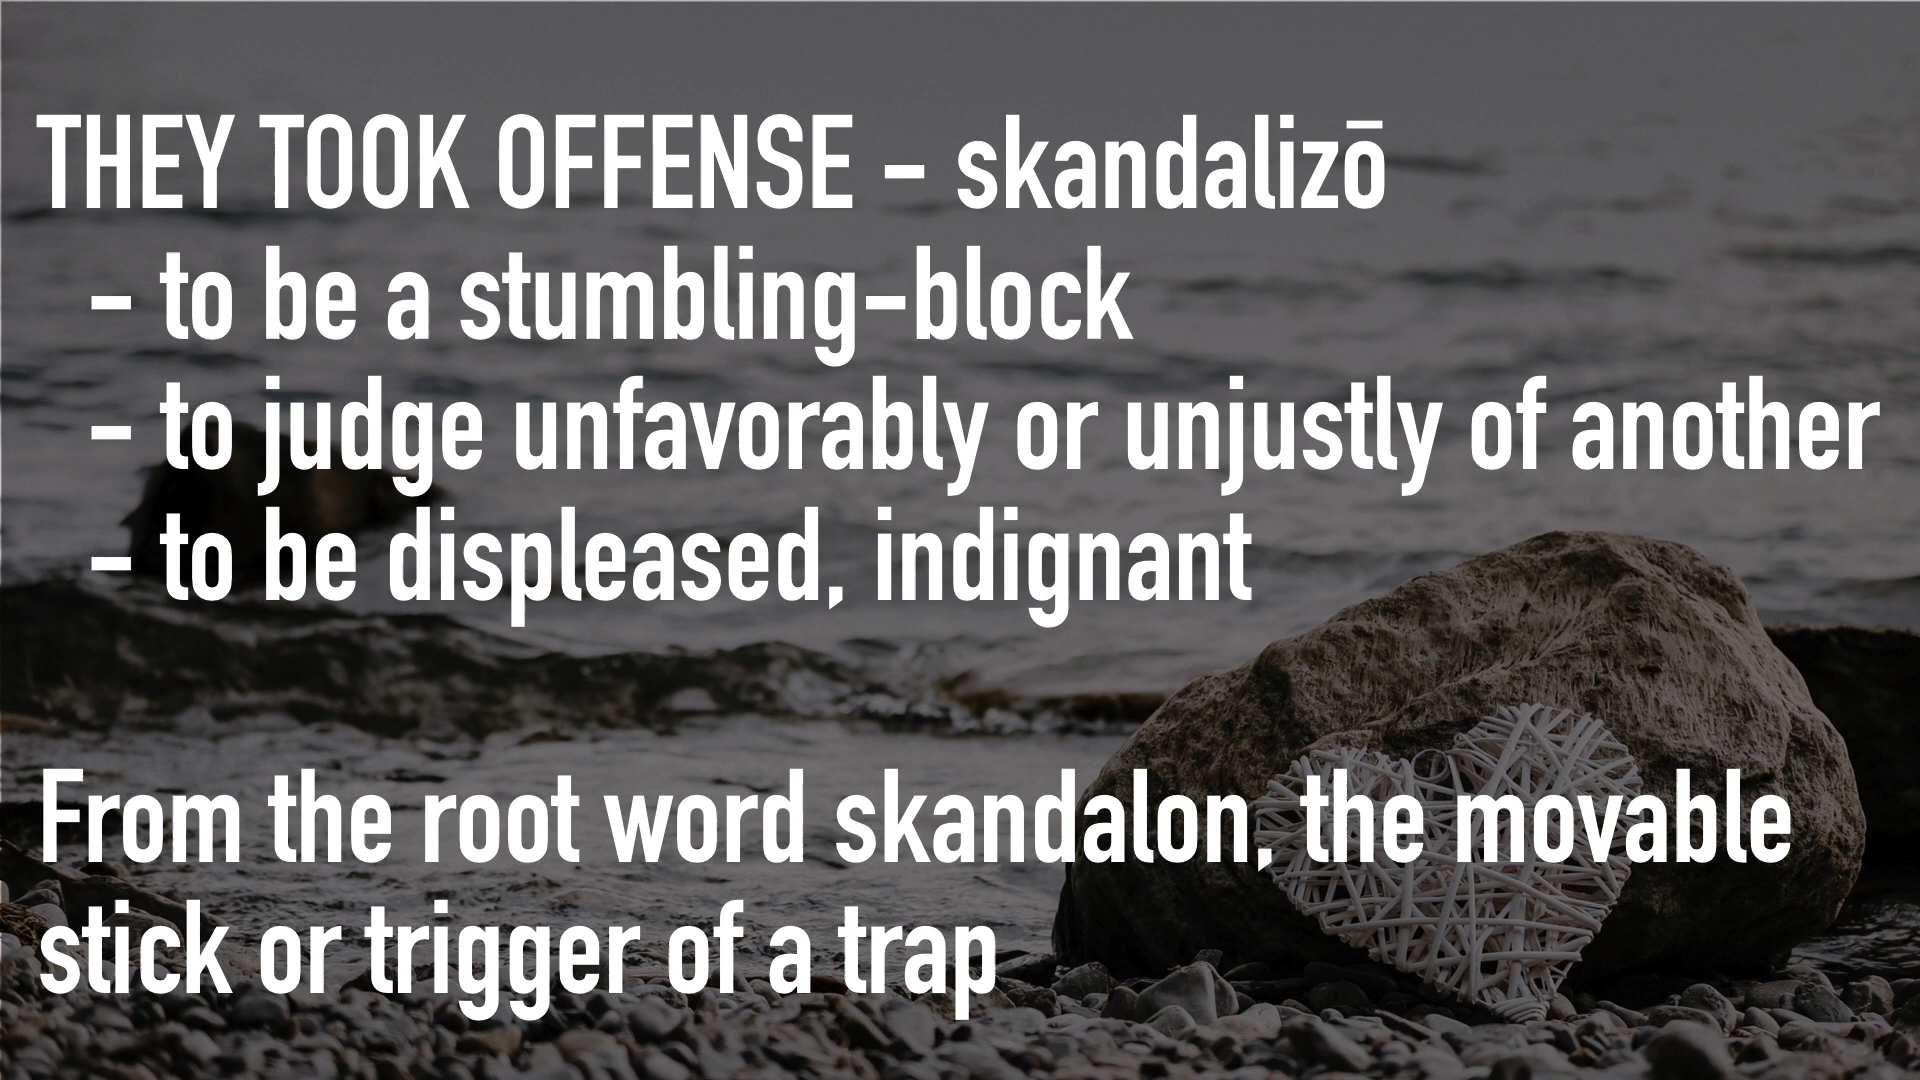 THEY TOOK OFFENSE - skandalizō
- to be a stumbling-block
- to judge unfavorably or unjustly of another
- to be displeased, indignant
From the root word skandalon, the movable
stick or trigger of a trap